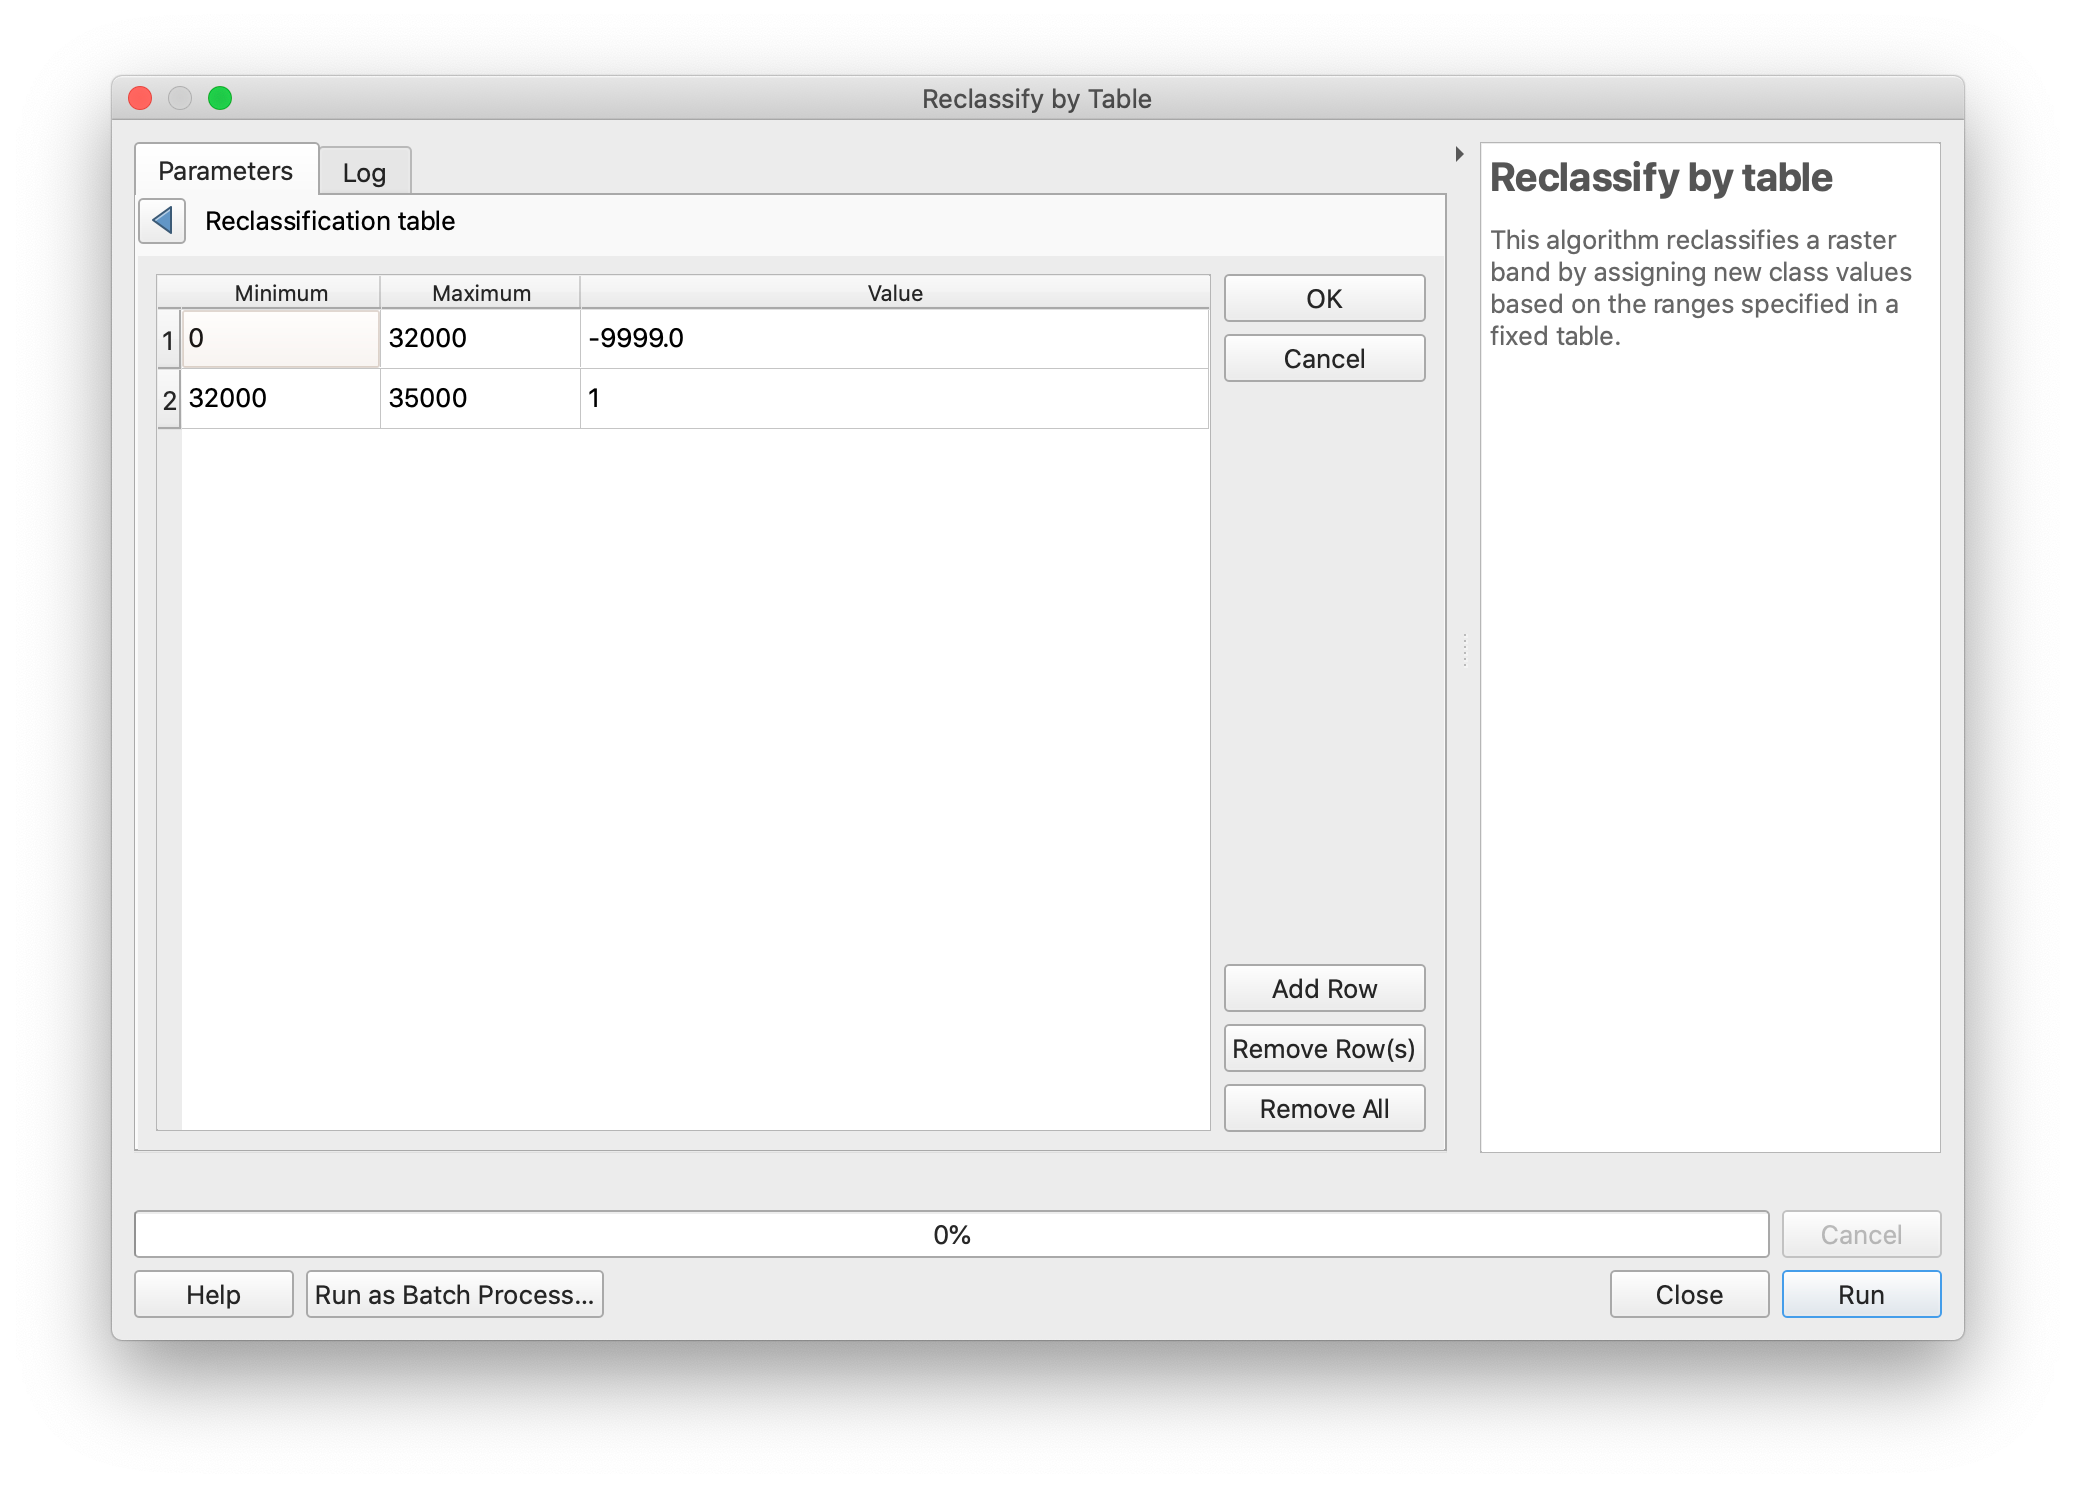 Reclassify by Table
Parameters
Log
Reclassification table
Minimum Maximum Value
1 0 32000 -9999.0
2 32000 35000 1
OK
Cancel
Add Row
Remove Row(s)
Remove All
Reclassify by table
This algorithm reclassifies a raster
band by assigning new class values
based on the ranges specified in a
fixed table.
0%
Cancel
Help
Run as Batch Process...
Close
Run